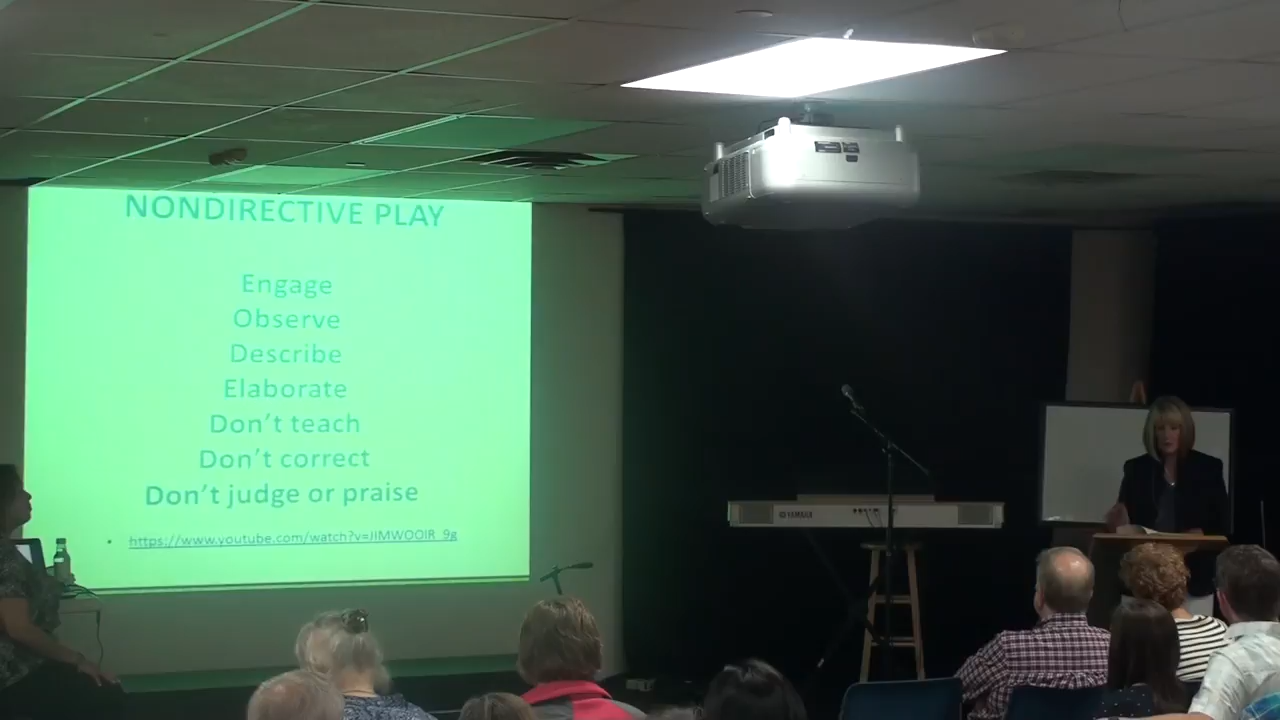 NONDIRECTIVE PLAY
Engage
Observe
Describe
Elaborate
Don't teach
Don't correct
Don't judge or praise
• https://www.youtube.com/watch?v=JIMWOOIR_9g
YAMAHA